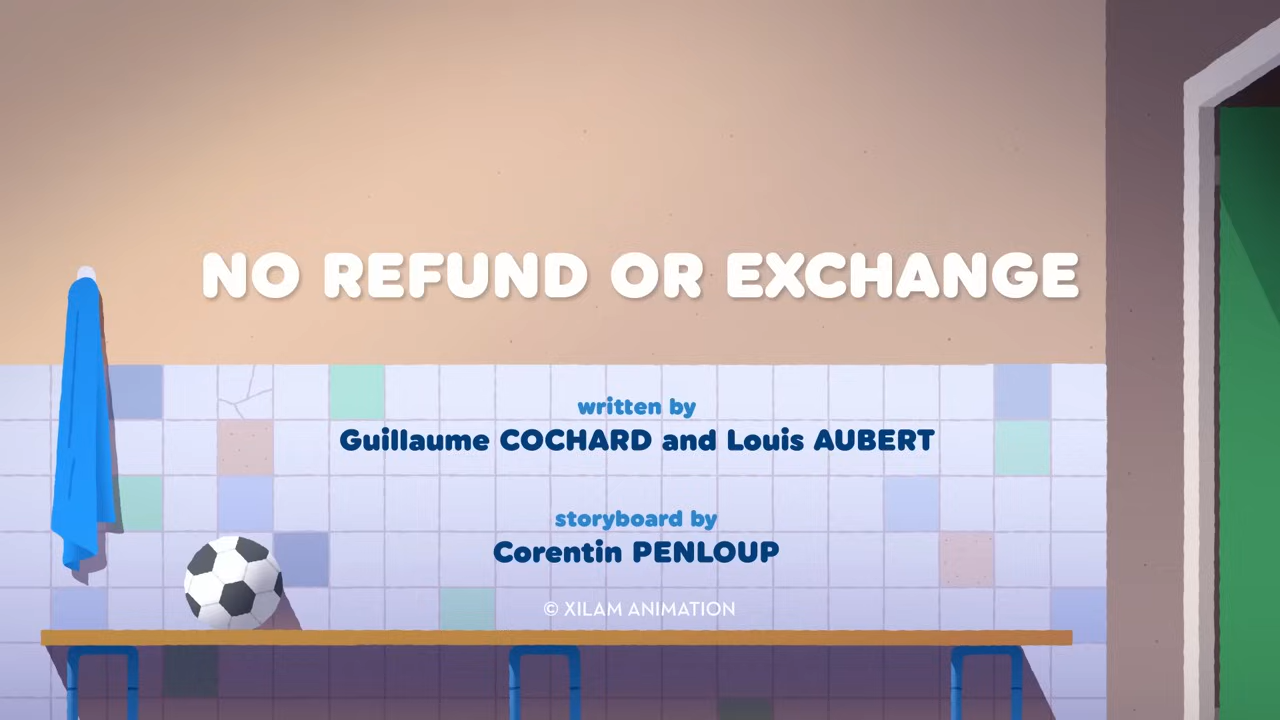 NO REFUND OR EXCHANGE
written by
Guillaume COCHARD and Louis AUBERT
storyboard by
Corentin PENLOUP
© XILAM ANIMATION